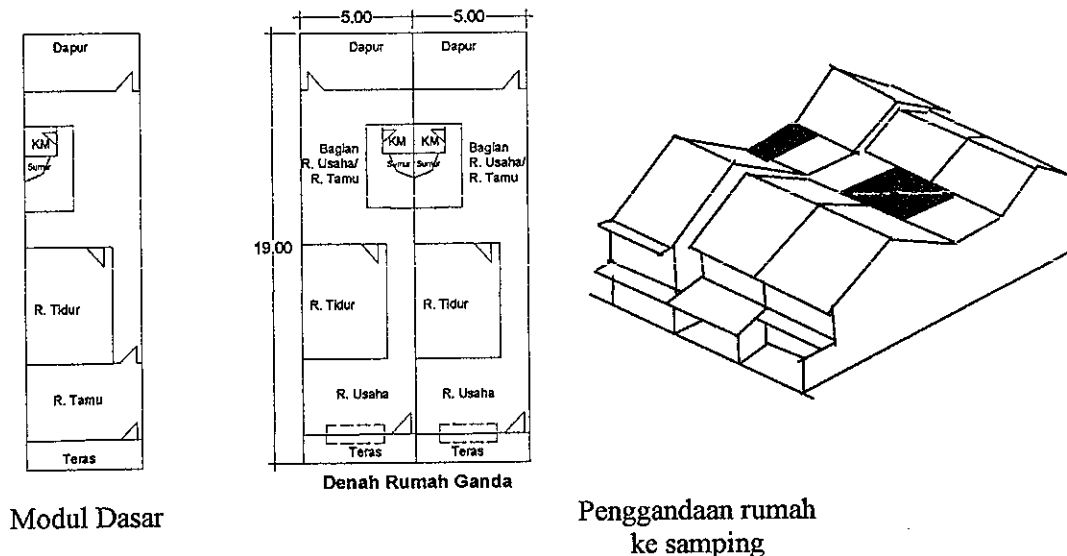 Dapur
KM
Sumur
R. Tidur
R. Tamu
Teras
Modul Dasar
5.00 5.00
Dapur Dapur
KM KM
Sumur Sumur
Bagian
R. Usaha/
R. Tamu
Bagian
R. Usaha/
R. Tamu
19.00
R. Tidur R. Tidur
R. Usaha R. Usaha
Teras Teras
Denah Rumah Ganda
Penggandaan rumah
ke samping